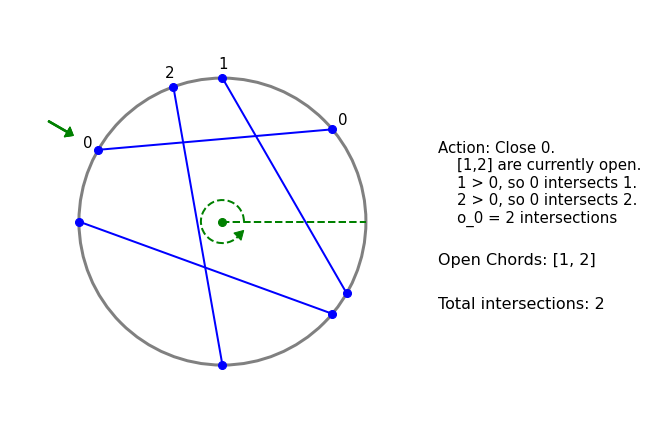 1
2
0
0
Action: Close 0.
[1,2] are currently open.
1 > 0, so 0 intersects 1.
2 > 0, so 0 intersects 2.
o_0 = 2 intersections
Open Chords: [1, 2]
Total intersections: 2